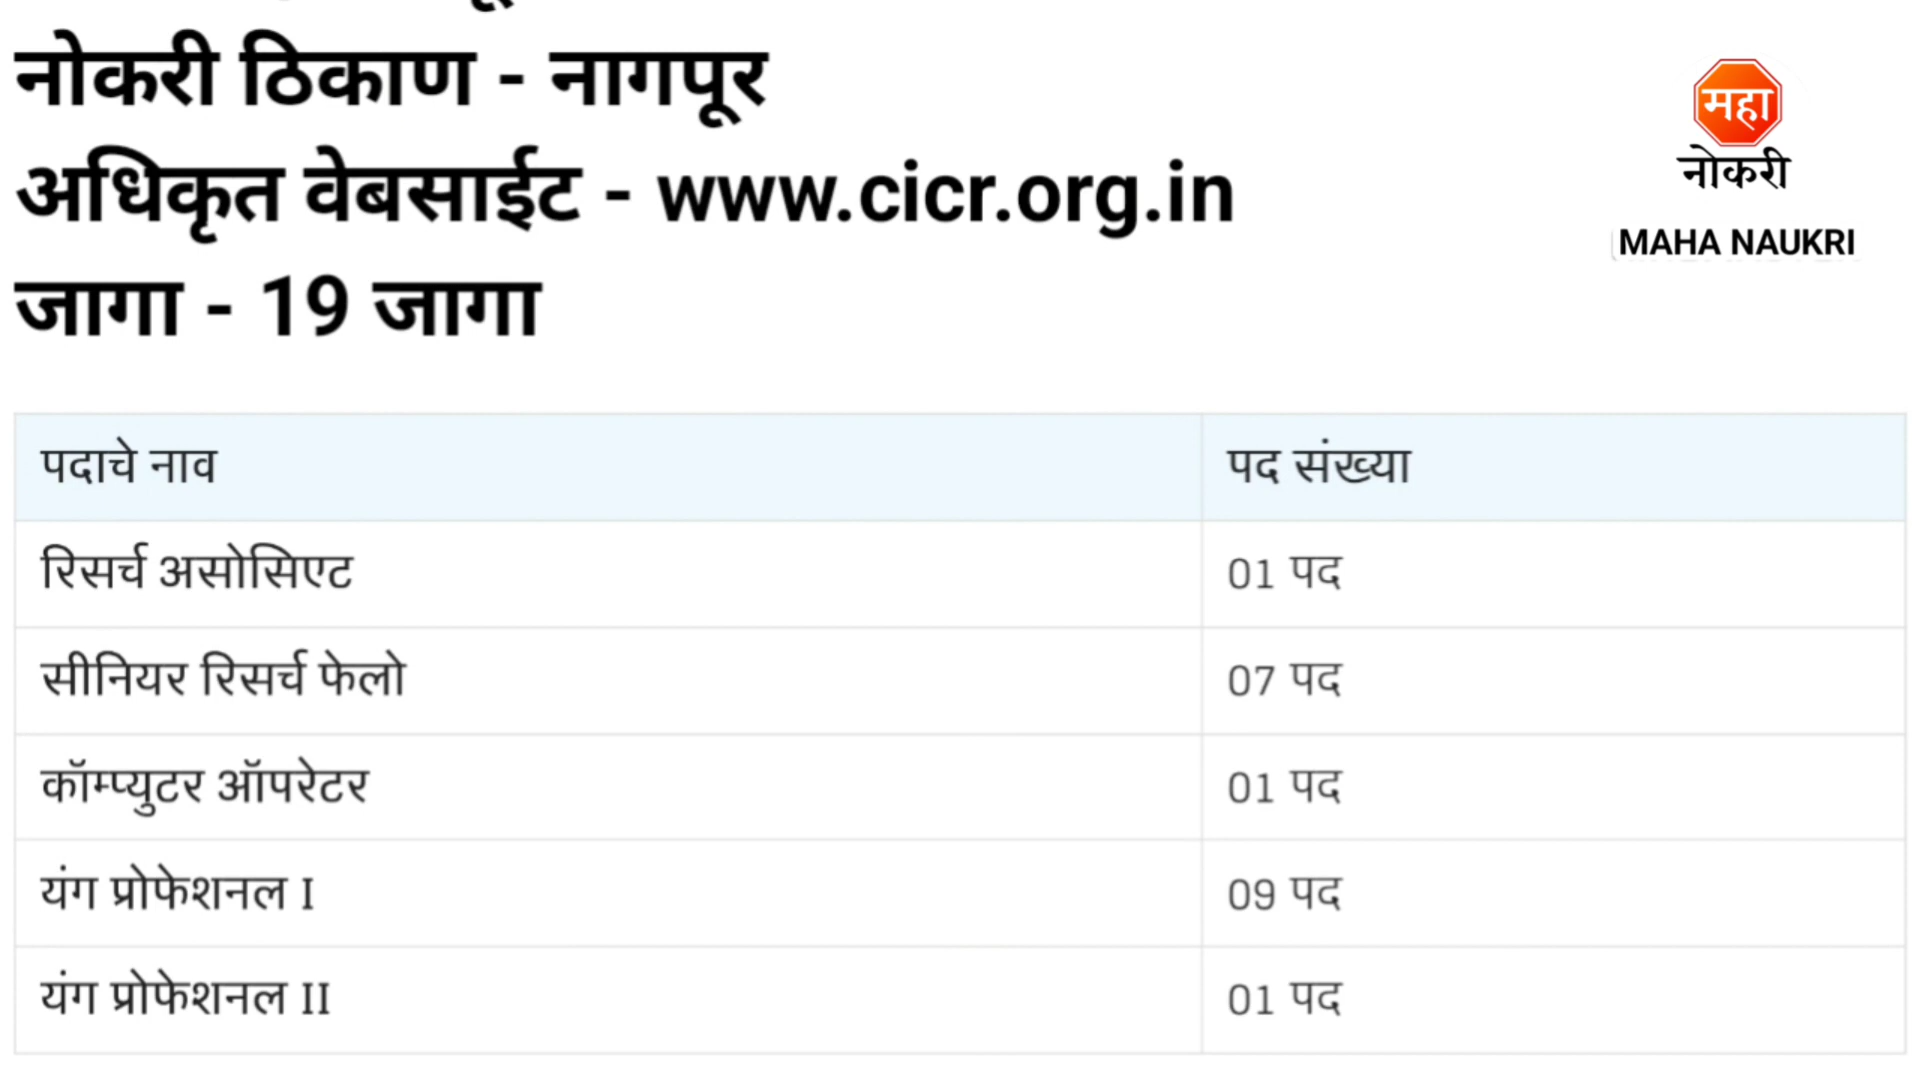 नोकरी ठिकाण - नागपूर
अधिकृत वेबसाईट - www.cicr.org.in
जागा - 19 जागा
महा
नोकरी
MAHA NAUKRI
पदाचे नाव पद संख्या
रिसर्च असोसिएट 01 पद
सीनियर रिसर्च फेलो 07 पद
कॉम्प्युटर ऑपरेटर 01 पद
यंग प्रोफेशनल I 09 पद
यंग प्रोफेशनल II 01 पद